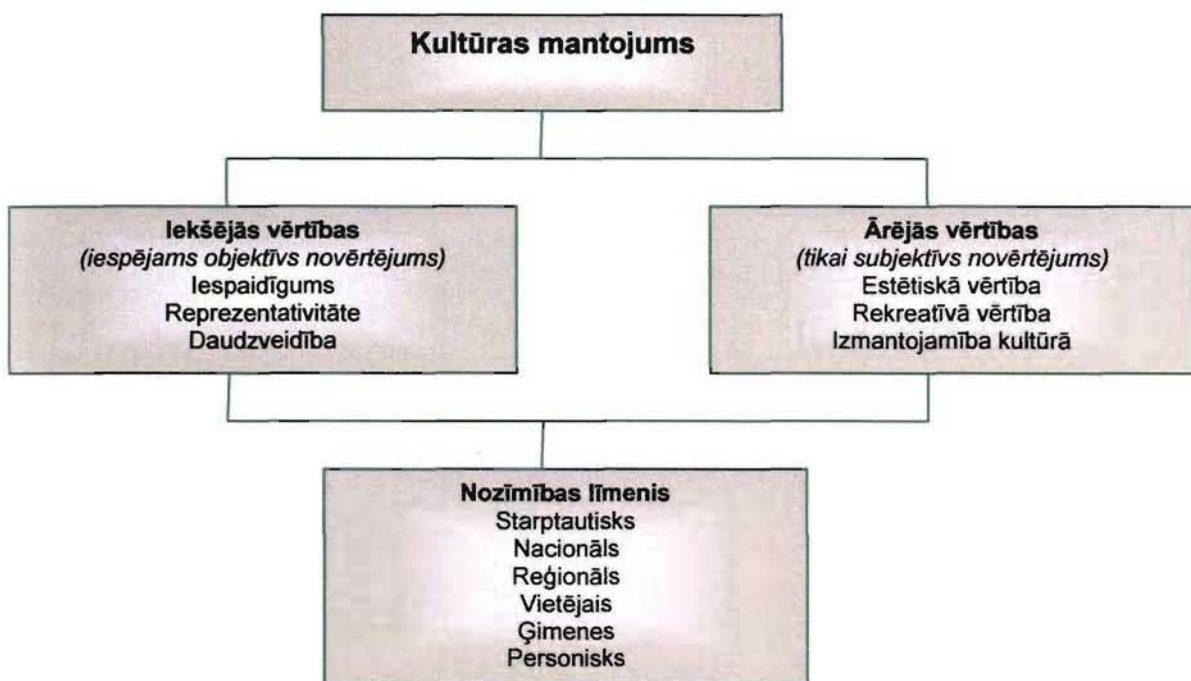 Kultūras mantojums
Iekšējās vērtības
(iespējams objektīvs novērtējums)
Iespaidīgums
Reprezentativitāte
Daudzveidība
Ārējās vērtības
(tikai subjektīvs novērtējums)
Estētiskā vērtība
Rekreatīvā vērtība
Izmantojamība kultūrā
Nozīmības līmenis
Starptautisks
Nacionāls
Reģionāls
Vietējais
Ģimenes
Personisks